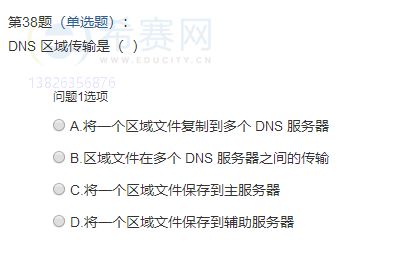 第38题（单选题）：
希赛网
DNS 区域传输是（ ）
WWW.EDUCITY.CN
13826356876
问题1选项
A.将一个区域文件复制到多个 DNS 服务器
B.区域文件在多个 DNS 服务器之间的传输
C.将一个区域文件保存到主服务器
D.将一个区域文件保存到辅助服务器